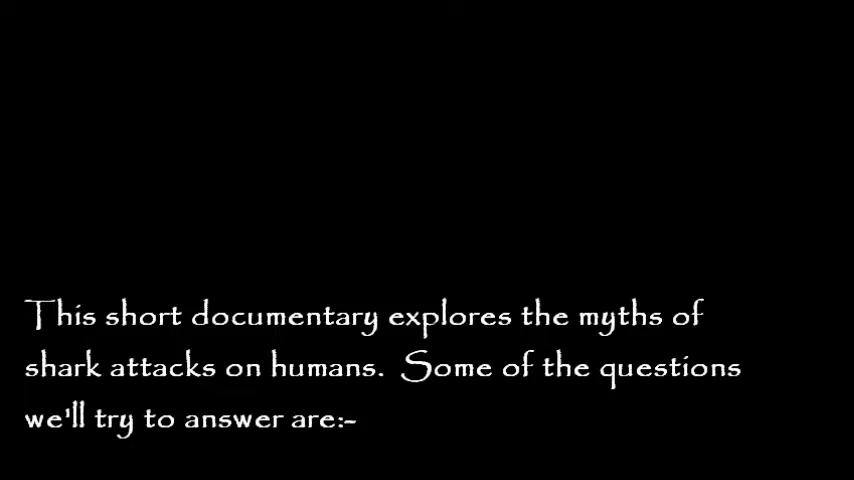 This short documentary explores the myths of
shark attacks on humans.  Some of the questions
we'll try to answer are:-